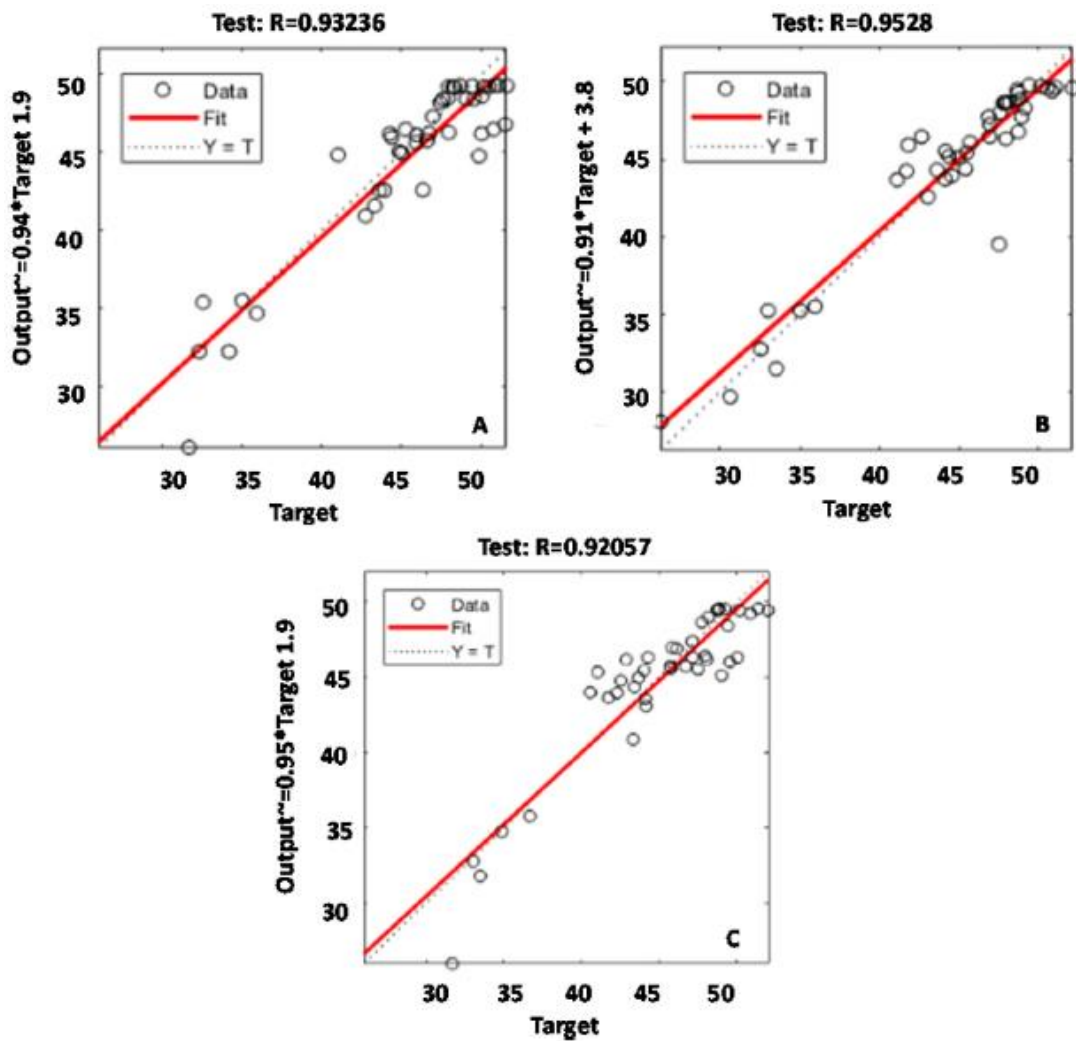 Test: R=0.93236
Output~=0.94*Target 1.9
50
45
40
35
30
Data
Fit
Y = T
A
30 35 40 45 50
Target
Test: R=0.9528
Output~=0.91*Target + 3.8
50
45
40
35
30
Data
Fit
Y = T
B
30 35 40 45 50
Target
Test: R=0.92057
Output~=0.95*Target 1.9
50
45
40
35
30
Data
Fit
Y = T
C
30 35 40 45 50
Target